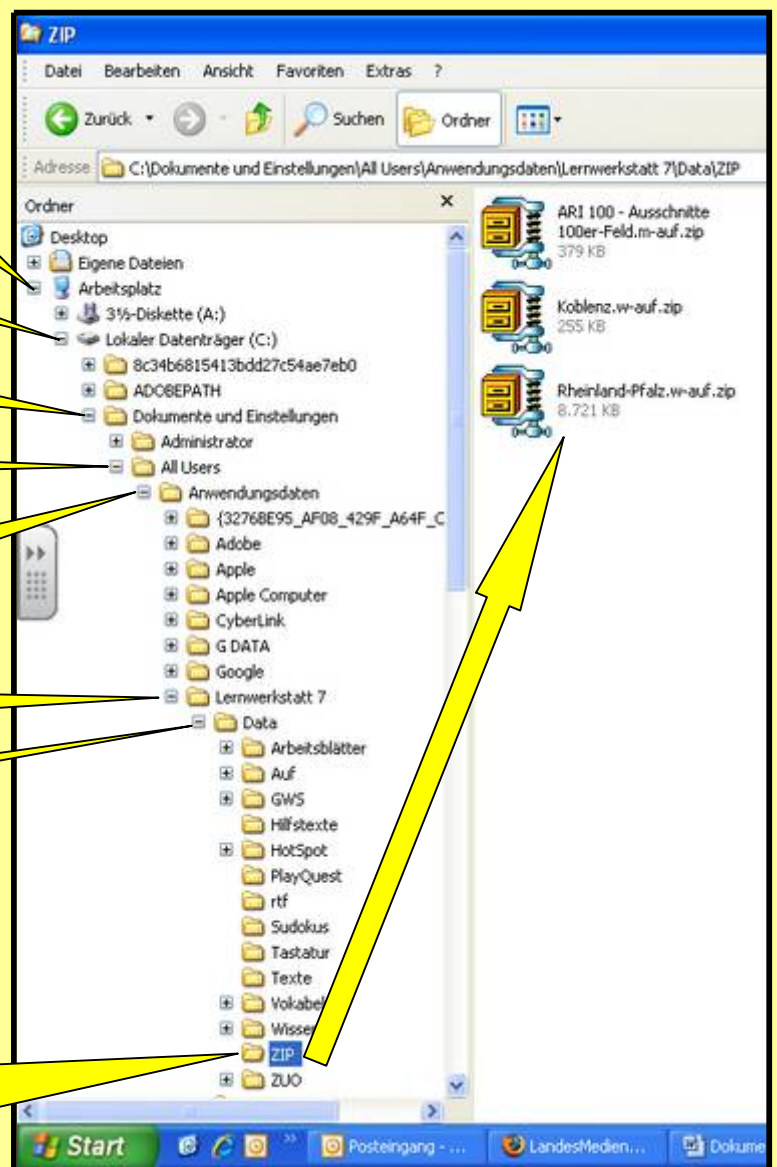 ZIP
Datei Bearbeiten Ansicht Favoriten Extras ?
Zurück Suchen Ordner
Adresse C:\Dokumente und Einstellungen\All Users\Anwendungsdaten\Lernwerkstatt 7\Data\ZIP
Ordner x
Desktop
Eigene Dateien
Arbeitsplatz
3½-Diskette (A:)
Lokaler Datenträger (C:)
8c34b6815413bdd27c54ae7eb0
ADOBEPATH
Dokumente und Einstellungen
Administrator
All Users
Anwendungsdaten
{3276BE95_AF08_429F_A64F_C
Adobe
Apple
Apple Computer
CyberLink
G DATA
Google
Lernwerkstatt 7
Data
Arbeitsblätter
Auf
GWS
Hilfstexte
HotSpot
PlayQuest
rtf
Sudokus
Tastatur
Texte
Vokabel
Wisser
ZIP
ZUO
ARI 100 - Ausschnitte
100er-Feld.m-auf.zip
379 KB
Koblenz.w-auf.zip
255 KB
Rheinland-Pfalz.w-auf.zip
8.721 KB
Start Posteingang - ... LandesMedien... Dokume